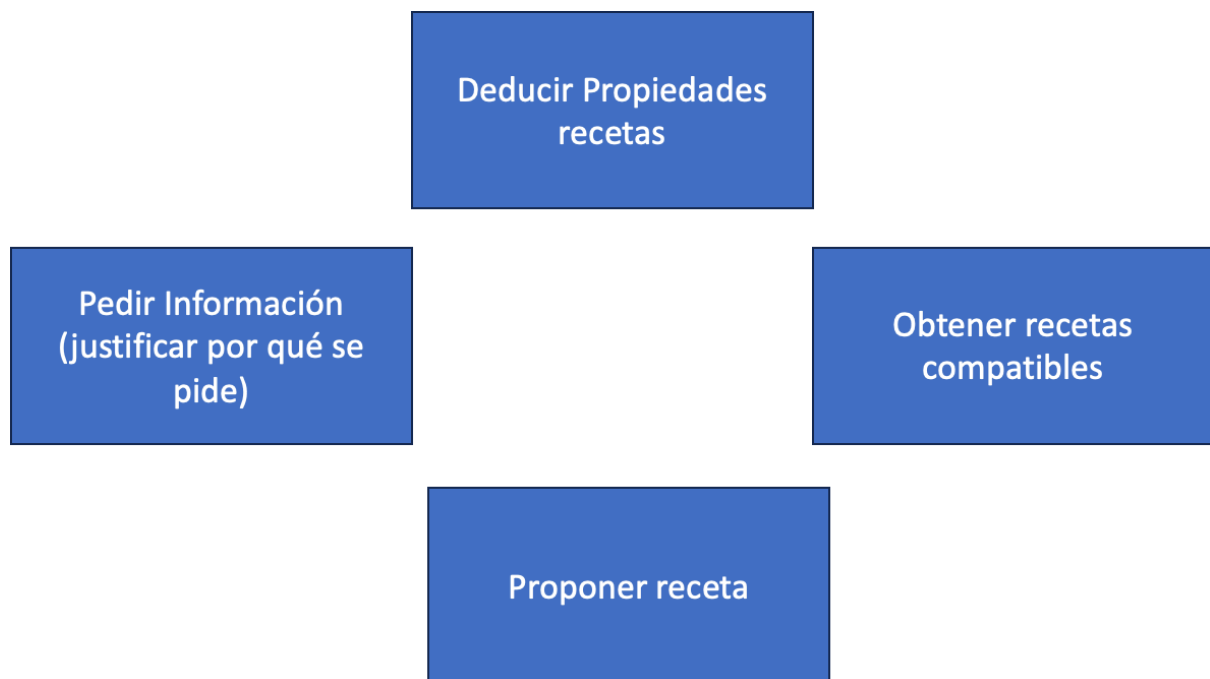 Deducir Propiedades
recetas
Pedir Información
(justificar por qué se
pide)
Obtener recetas
compatibles
Proponer receta